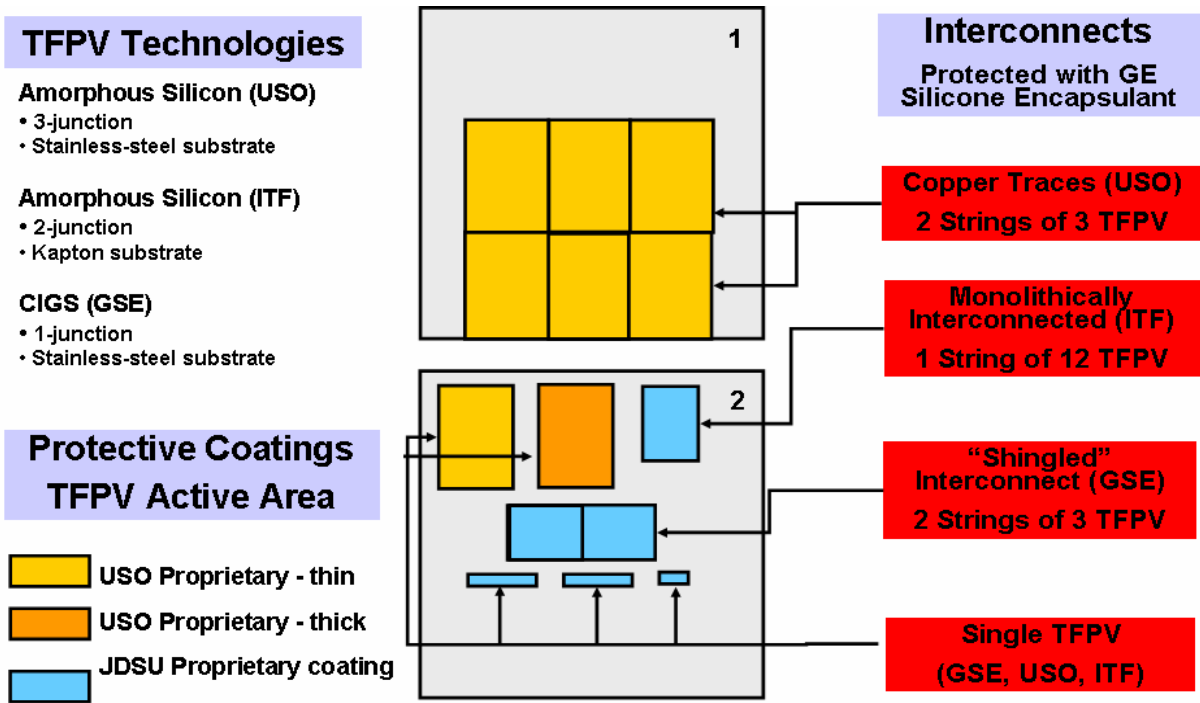 TFPV Technologies
Amorphous Silicon (USO)
• 3-junction
• Stainless-steel substrate
Amorphous Silicon (ITF)
• 2-junction
• Kapton substrate
CIGS (GSE)
• 1-junction
• Stainless-steel substrate
Protective Coatings
TFPV Active Area
USO Proprietary - thin
USO Proprietary - thick
JDSU Proprietary coating
1
2
Interconnects
Protected with GE
Silicone Encapsulant
Copper Traces (USO)
2 Strings of 3 TFPV
Monolithically
Interconnected (ITF)
1 String of 12 TFPV
“Shingled”
Interconnect (GSE)
2 Strings of 3 TFPV
Single TFPV
(GSE, USO, ITF)